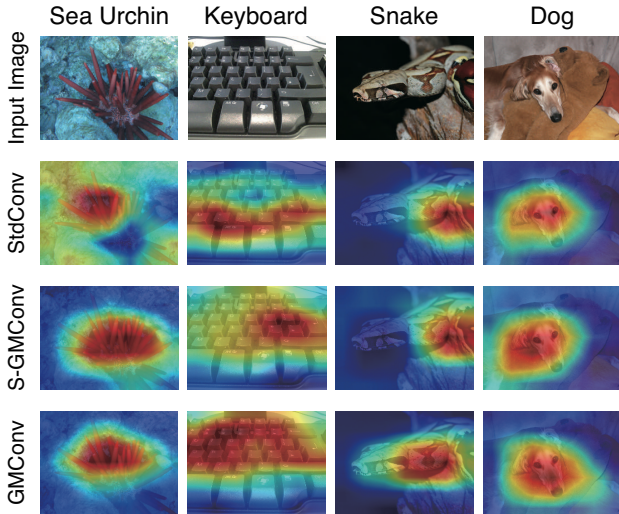 Sea Urchin Keyboard Snake Dog
Input Image
StdConv
S-GMConv
GMConv